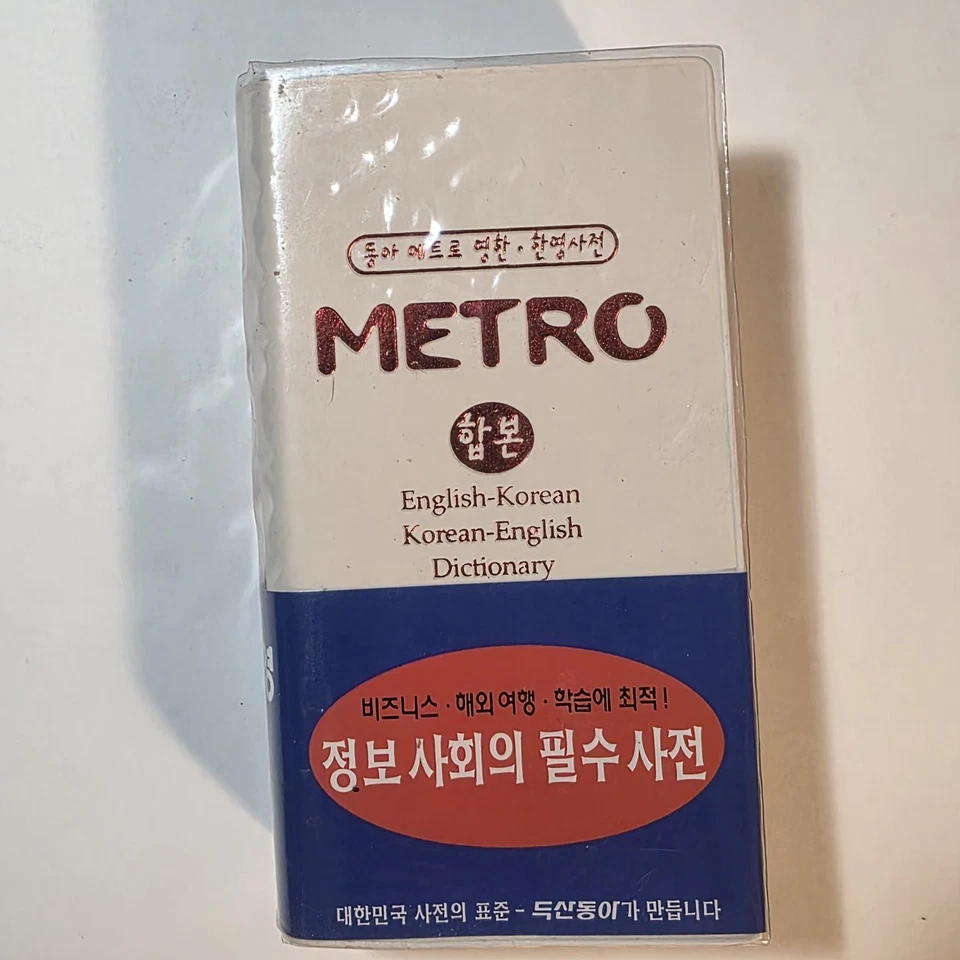 동아 메트로 영한·한영사전
METRO
합본
English-Korean
Korean-English
Dictionary
비즈니스·해외여행·학습에 최적!
정보사회의 필수사전
대한민국 사전의 표준 - 두산동아가 만듭니다